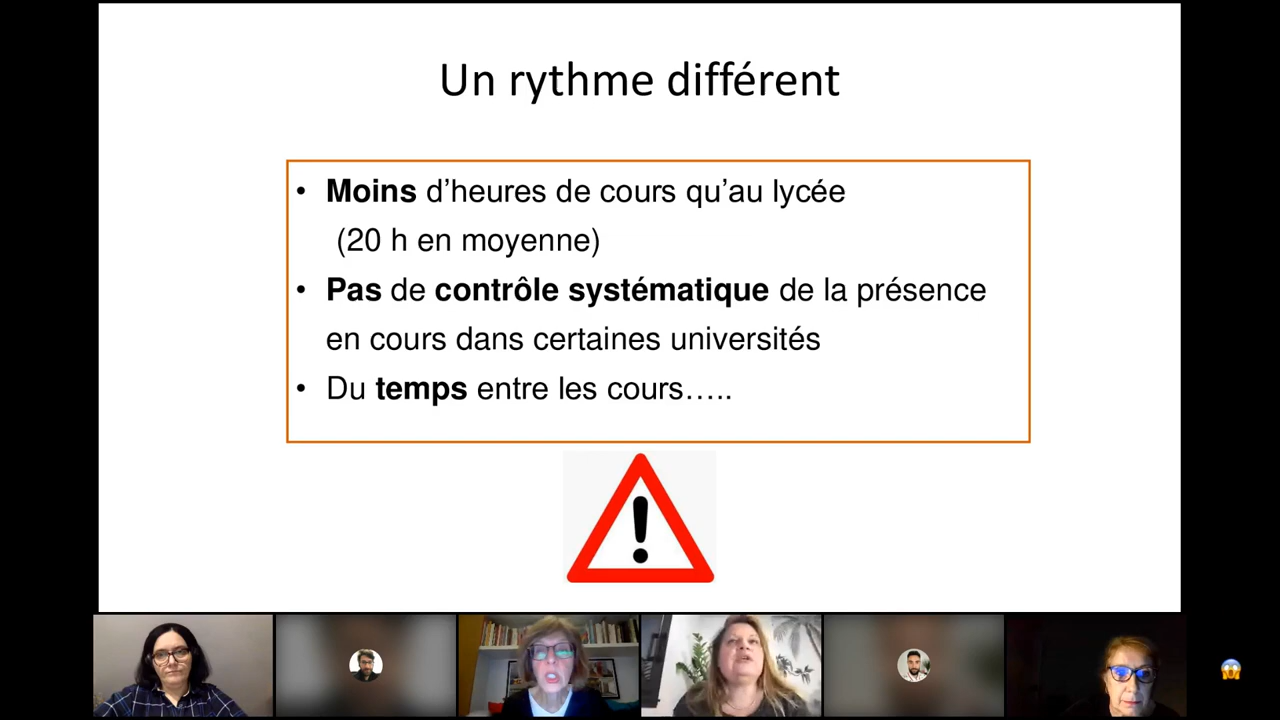 Un rythme différent
• Moins d’heures de cours qu’au lycée
(20 h en moyenne)
• Pas de contrôle systématique de la présence
en cours dans certaines universités
• Du temps entre les cours…..